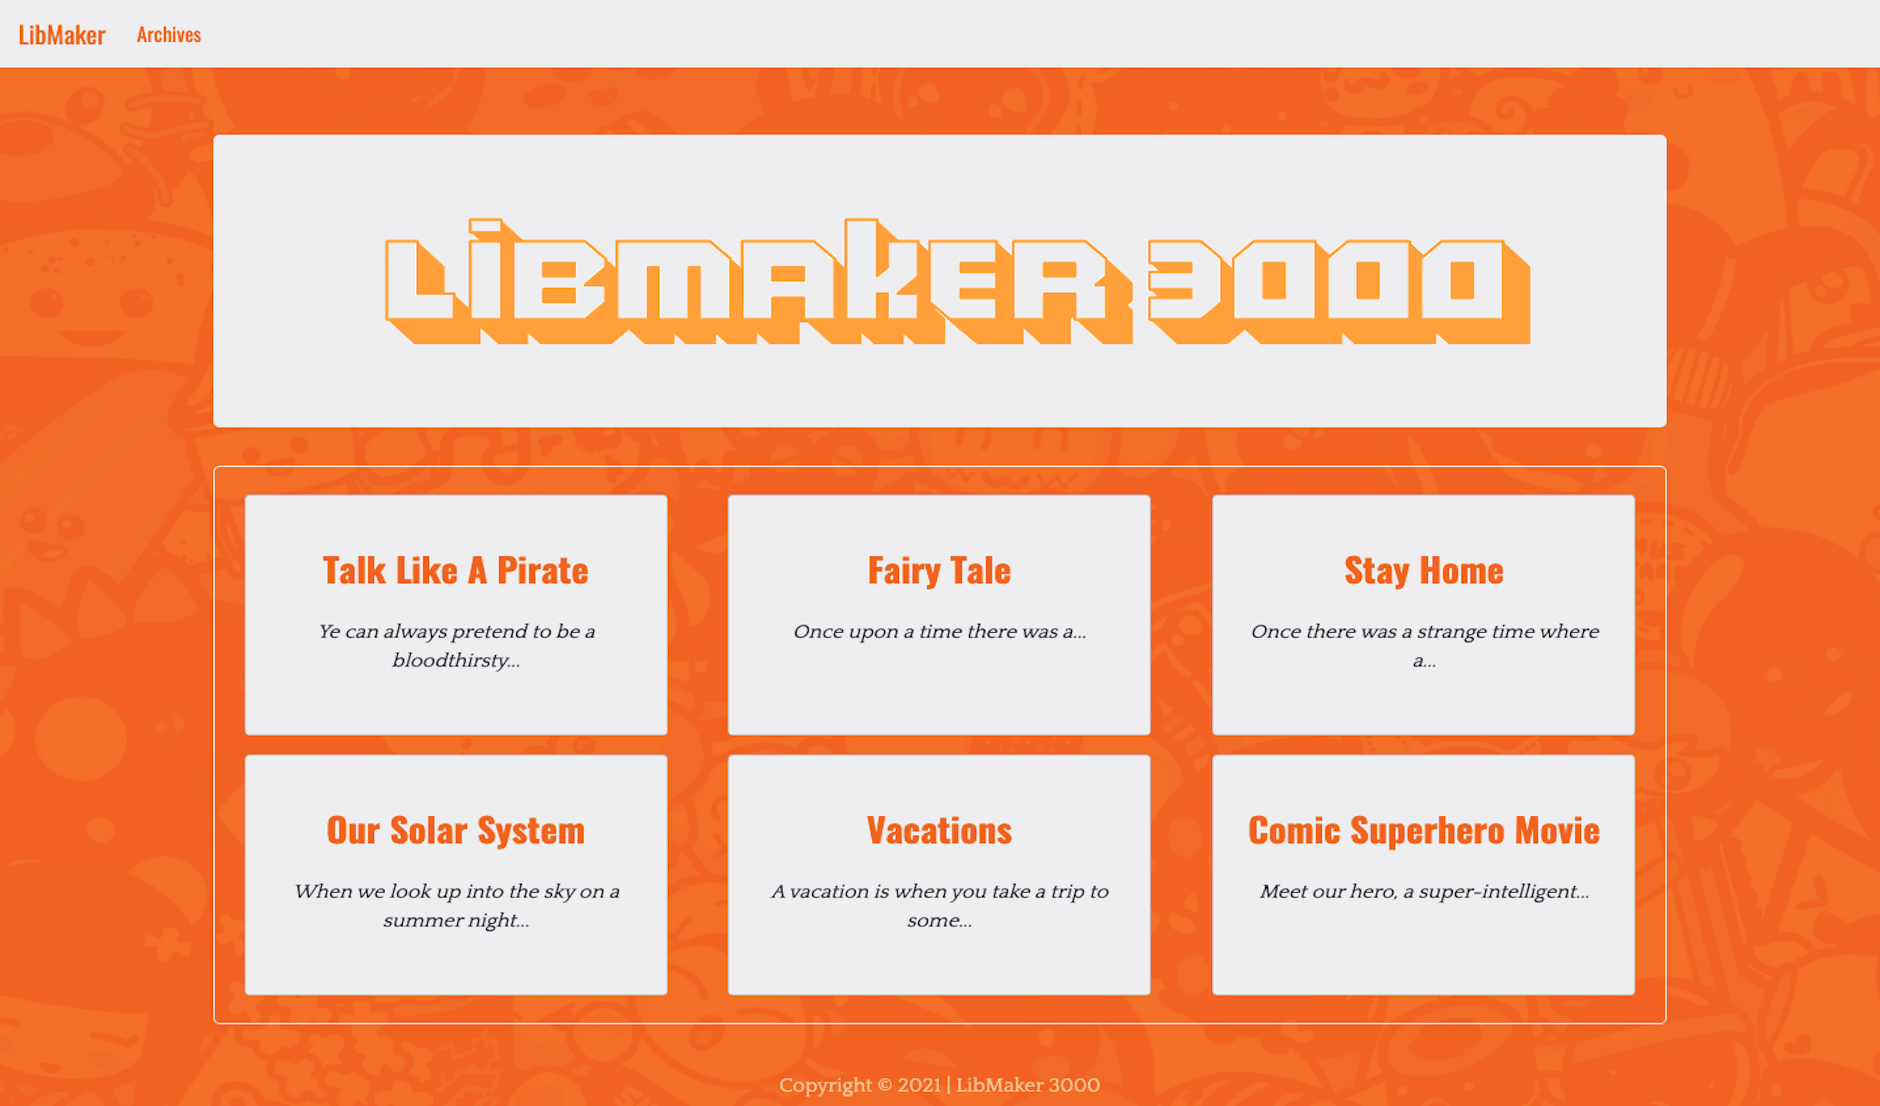 LibMaker Archives
LibMaker 3000
Talk Like A Pirate
Ye can always pretend to be a
bloodthirsty...
Fairy Tale
Once upon a time there was a...
Stay Home
Once there was a strange time where
a...
Our Solar System
When we look up into the sky on a
summer night...
Vacations
A vacation is when you take a trip to
some...
Comic Superhero Movie
Meet our hero, a super-intelligent...
Copyright © 2021 | LibMaker 3000